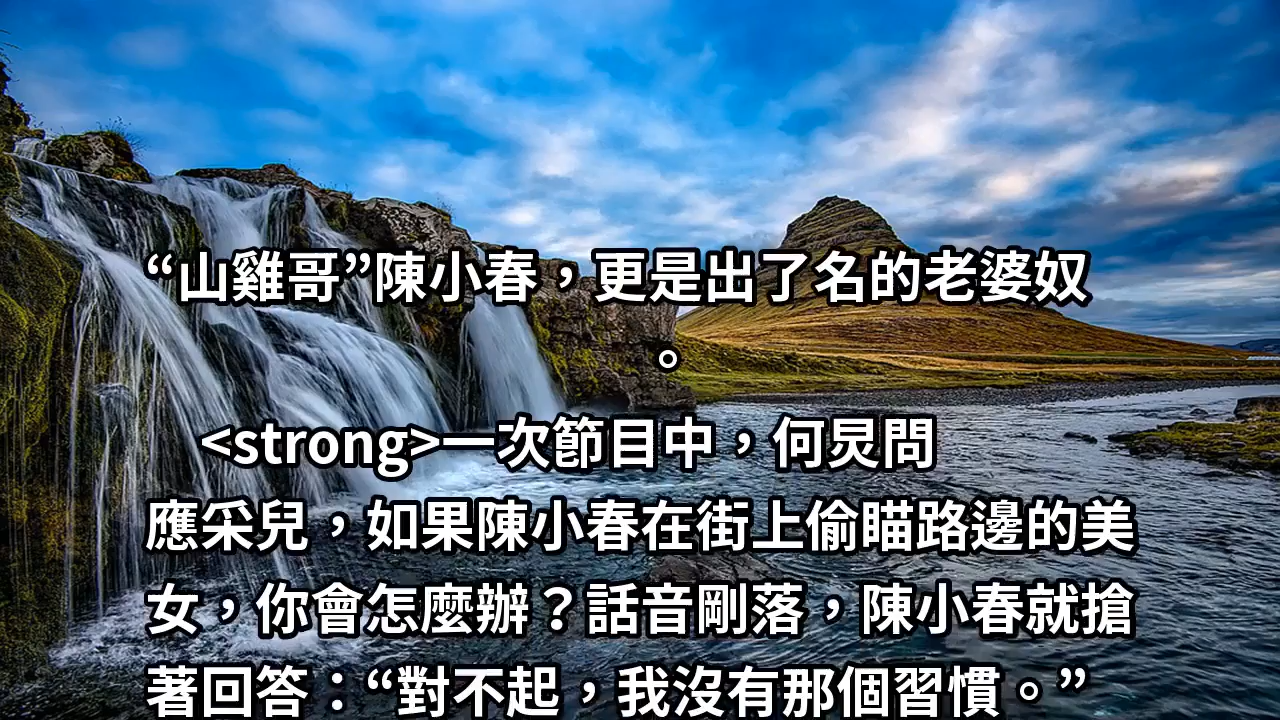 “山雞哥”陳小春，更是出了名的老婆奴
。
<strong>一次節目中，何炅問
應采兒，如果陳小春在街上偷瞄路邊的美
女，你會怎麼辦？話音剛落，陳小春就搶
著回答：“對不起，我沒有那個習慣。”